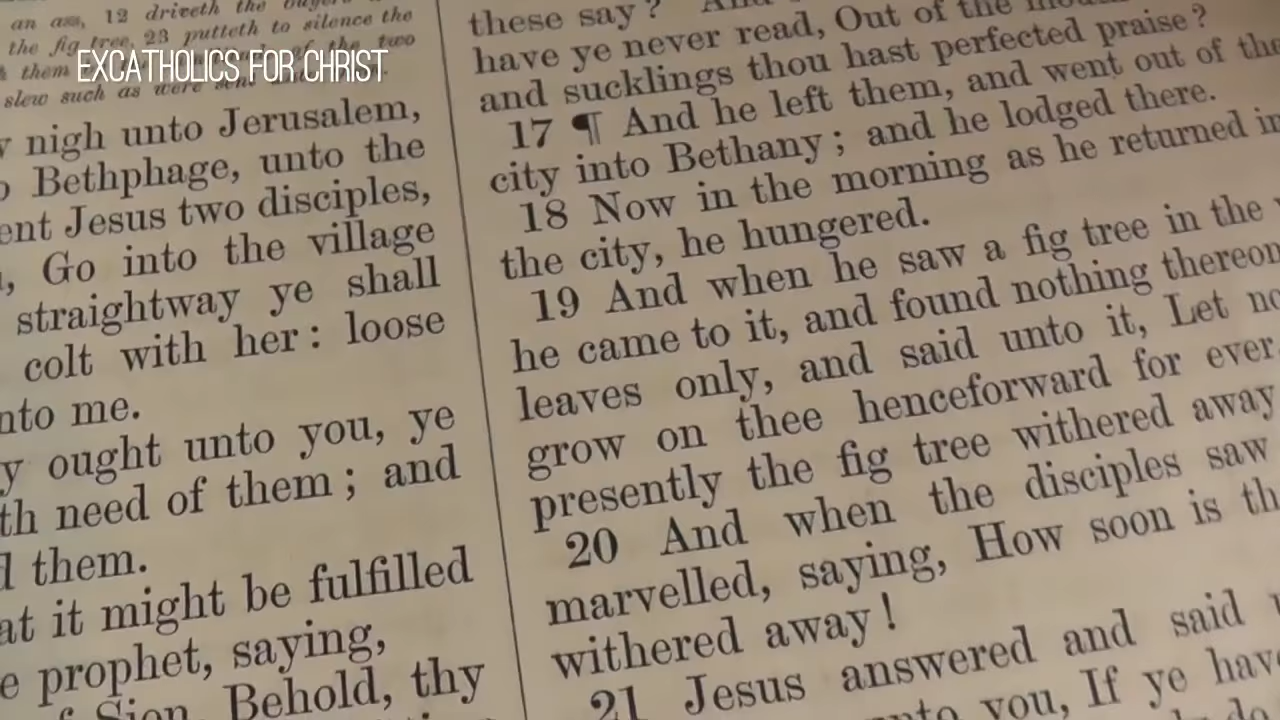 EXCATHOLICS FOR CHRIST
an ass, 12 driveth the buyers
the fig tree, 23 putteth to silence the
them the two
slew such as were
nigh unto Jerusalem,
Bethphage, unto the
ent Jesus two disciples,
Go into the village
straightway ye shall
colt with her: loose
nto me.
y ought unto you, ye
th need of them; and
d them.
at it might be fulfilled
e prophet, saying,
f Sion, Behold, thy
these say?
have ye never read, Out of the
and sucklings thou hast perfected praise?
17 ¶ And he left them, and went out of the
city into Bethany; and he lodged there.
18 Now in the morning as he returned in
the city, he hungered.
19 And when he saw a fig tree in the
he came to it, and found nothing thereon
leaves only, and said unto it, Let no
grow on thee henceforward for ever.
presently the fig tree withered away
20 And when the disciples saw
marvelled, saying, How soon is th
withered away!
21 Jesus answered and said
nto you, If ye hav
do